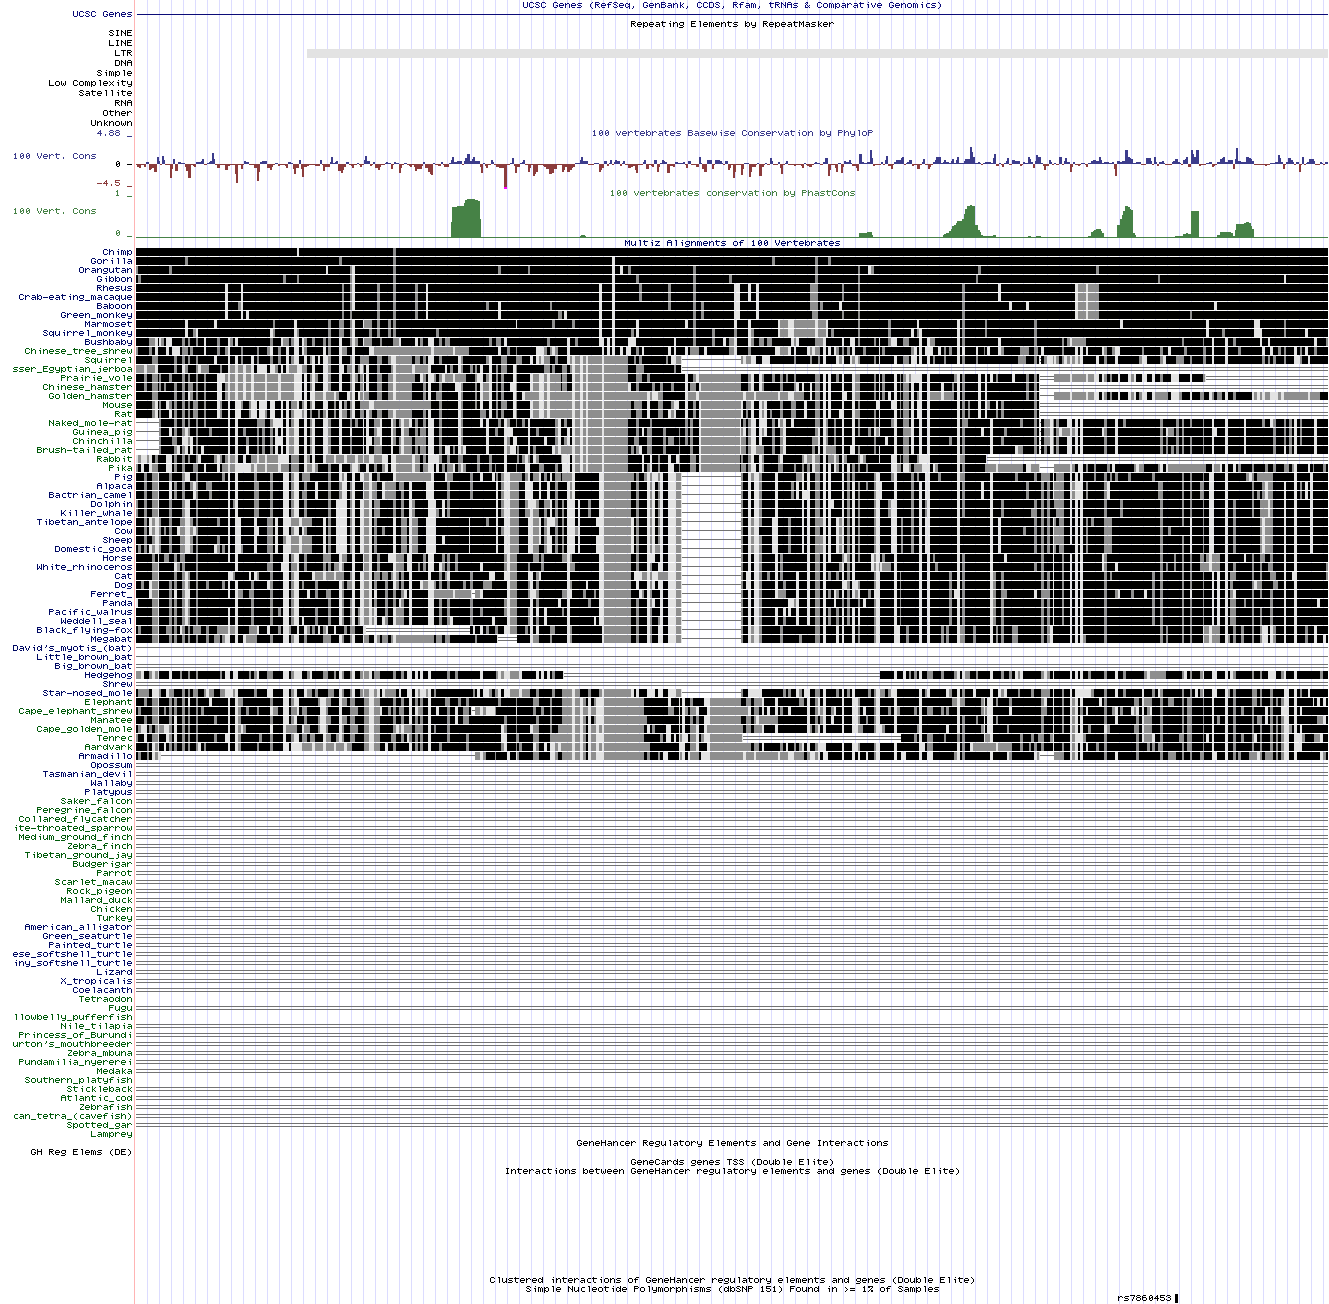 UCSC Genes (RefSeq, GenBank, CCDS, Rfam, tRNAs & Comparative Genomics)
UCSC Genes
Repeating Elements by RepeatMasker
SINE
LINE
LTR
DNA
Simple
Low Complexity
Satellite
RNA
Other
Unknown
4.88 _
100 vertebrates Basewise Conservation by PhyloP
100 Vert. Cons
0 _
-4.5 _
1 _
100 vertebrates conservation by PhastCons
100 Vert. Cons
0 _
Multiz Alignments of 100 Vertebrates
Chimp
Gorilla
Orangutan
Gibbon
Rhesus
Crab-eating_macaque
Baboon
Green_monkey
Marmoset
Squirrel_monkey
Bushbaby
Chinese_tree_shrew
Squirrel
sser_Egyptian_jerboa
Prairie_vole
Chinese_hamster
Golden_hamster
Mouse
Rat
Naked_mole-rat
Guinea_pig
Chinchilla
Brush-tailed_rat
Rabbit
Pika
Pig
Alpaca
Bactrian_camel
Dolphin
Killer_whale
Tibetan_antelope
Cow
Sheep
Domestic_goat
Horse
White_rhinoceros
Cat
Dog
Ferret_
Panda
Pacific_walrus
Weddell_seal
Black_flying-fox
Megabat
David's_myotis_(bat)
Little_brown_bat
Big_brown_bat
Hedgehog
Shrew
Star-nosed_mole
Elephant
Cape_elephant_shrew
Manatee
Cape_golden_mole
Tenrec
Aardvark
Armadillo
Opossum
Tasmanian_devil
Wallaby
Platypus
Saker_falcon
Peregrine_falcon
Collared_flycatcher
ite-throated_sparrow
Medium_ground_finch
Zebra_finch
Tibetan_ground_jay
Budgerigar
Parrot
Scarlet_macaw
Rock_pigeon
Mallard_duck
Chicken
Turkey
American_alligator
Green_seaturtle
Painted_turtle
ese_softshell_turtle
iny_softshell_turtle
Lizard
X_tropicalis
Coelacanth
Tetraodon
Fugu
llowbelly_pufferfish
Nile_tilapia
Princess_of_Burundi
urton's_mouthbreeder
Zebra_mbuna
Pundamilia_nyererei
Medaka
Southern_platyfish
Stickleback
Atlantic_cod
Zebrafish
can_tetra_(cavefish)
Spotted_gar
Lamprey
GeneHancer Regulatory Elements and Gene Interactions
GH Reg Elems (DE)
GeneCards genes TSS (Double Elite)
Interactions between GeneHancer regulatory elements and genes (Double Elite)
Clustered interactions of GeneHancer regulatory elements and genes (Double Elite)
Simple Nucleotide Polymorphisms (dbSNP 151) Found in >= 1% of Samples
rs7860453